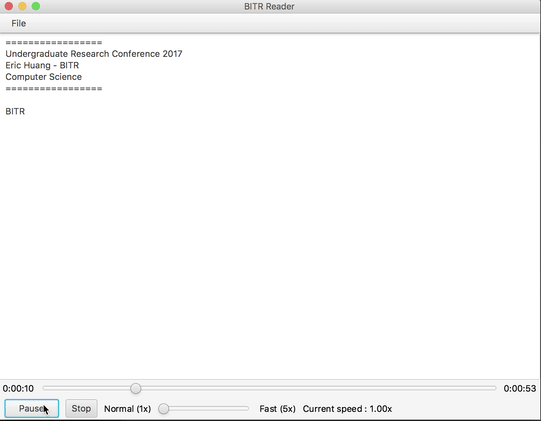 BITR Reader
File
=================
Undergraduate Research Conference 2017
Eric Huang - BITR
Computer Science
=================
BITR
0:00:10 0:00:53
Pause Stop Normal (1x) Fast (5x) Current speed : 1.00x